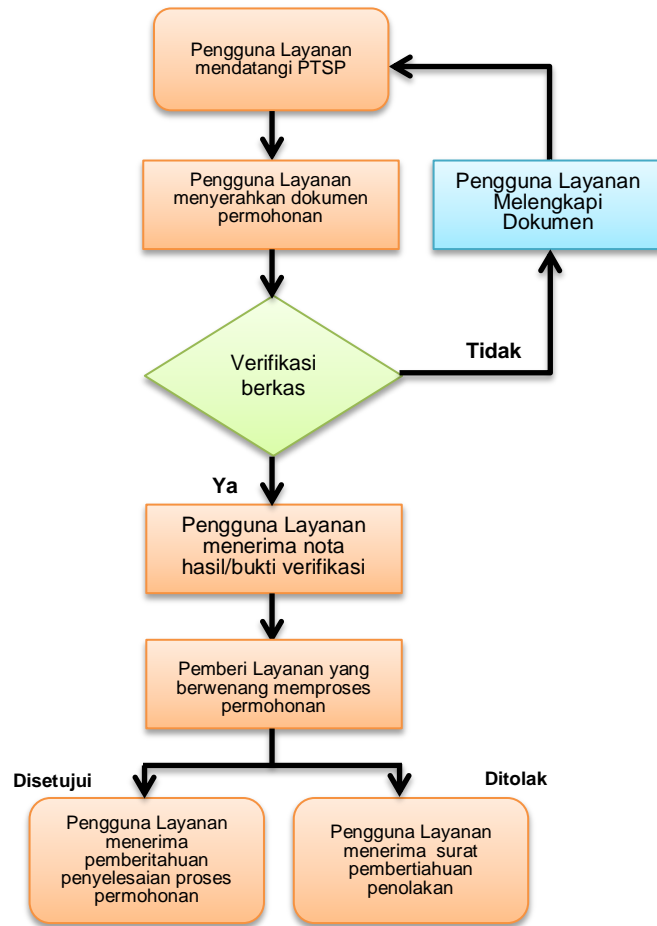 Pengguna Layanan
mendatangi PTSP
Pengguna Layanan
menyerahkan dokumen
permohonan
Pengguna Layanan
Melengkapi
Dokumen
Verifikasi
berkas
Tidak
Ya
Pengguna Layanan
menerima nota
hasil/bukti verifikasi
Pemberi Layanan yang
berwenang memproses
permohonan
Disetujui
Ditolak
Pengguna Layanan
menerima
pemberitahuan
penyelesaian proses
permohonan
Pengguna Layanan
menerima surat
pembertiahuan
penolakan